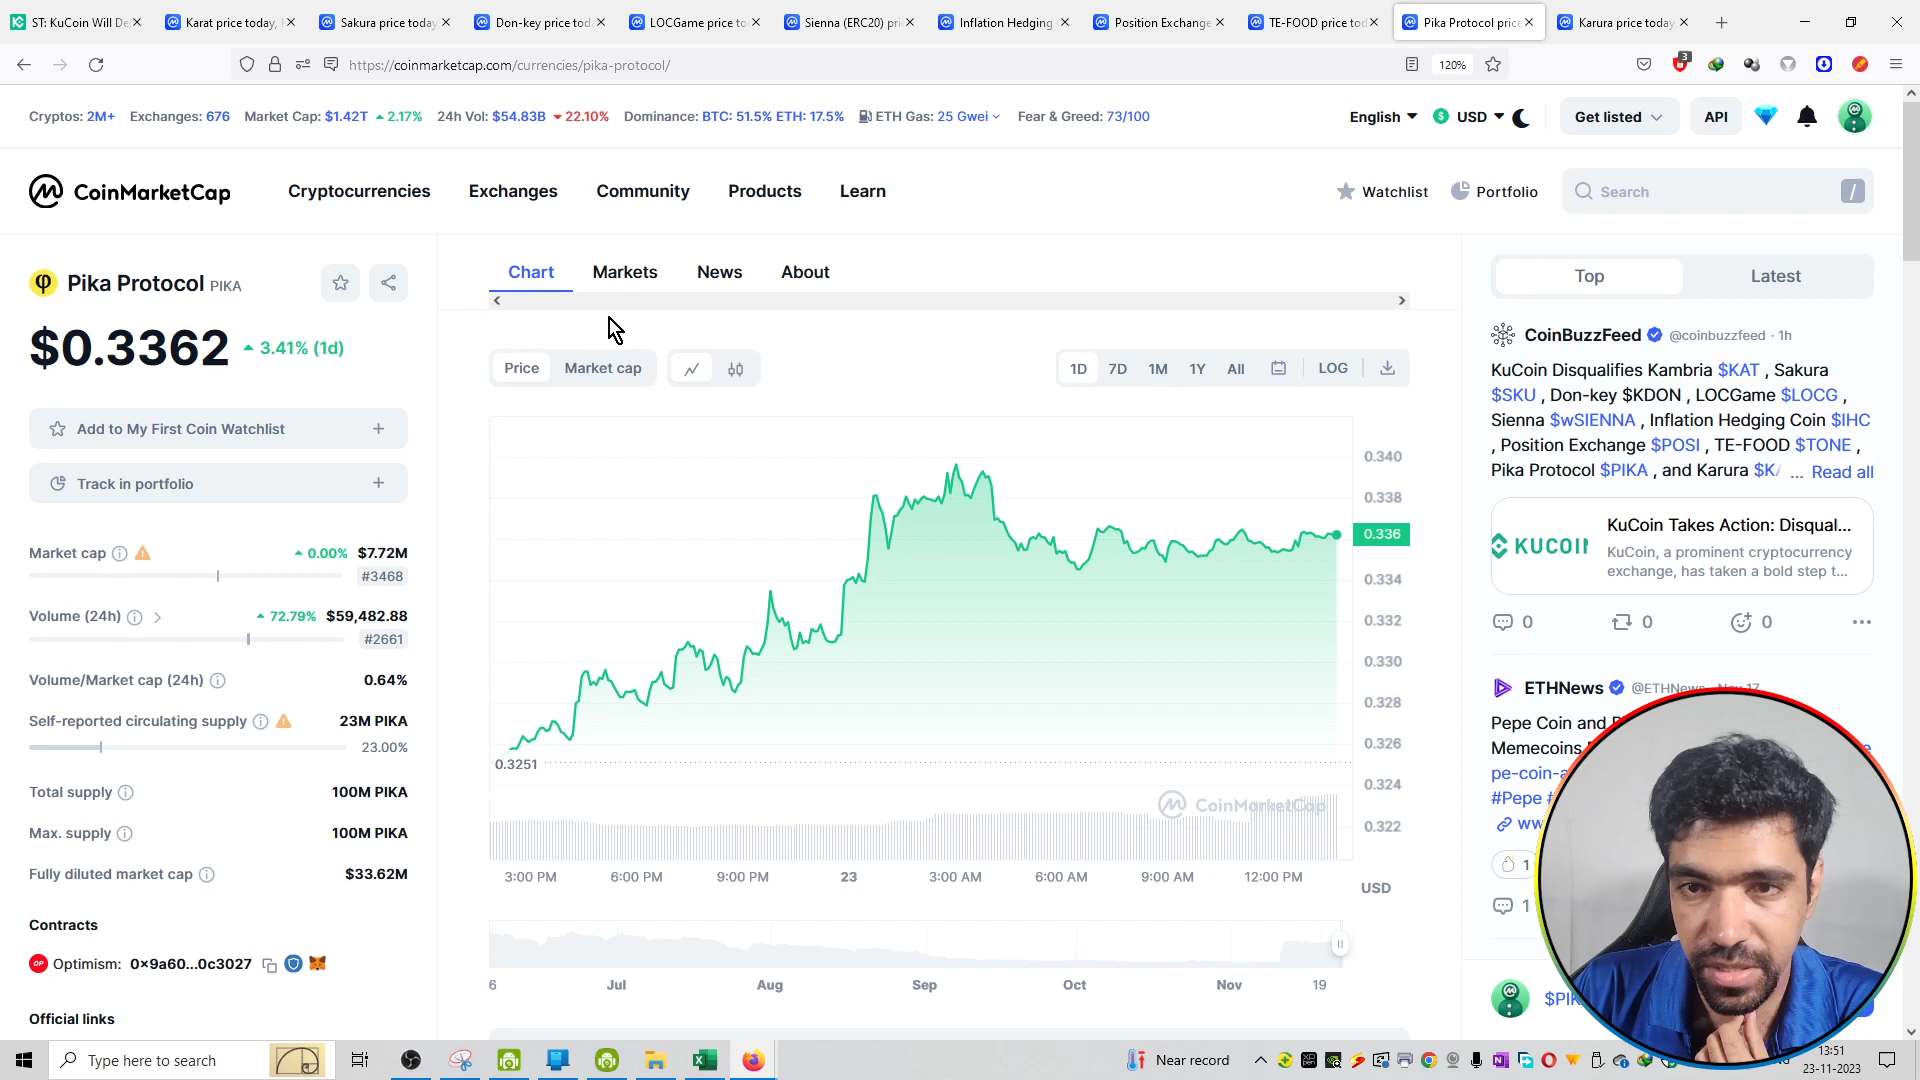 ST: KuCoin Will De
Karat price today,
Sakura price today
Don-key price tod
LOCGame price to
Sienna (ERC20) pri
Inflation Hedging
Position Exchange
TE-FOOD price tod
Pika Protocol price
Karura price today
https://coinmarketcap.com/currencies/pika-protocol/
120%
3
Cryptos: 2M+ Exchanges: 676 Market Cap: $1.42T 2.17% 24h Vol: $54.83B 22.10% Dominance: BTC: 51.5% ETH: 17.5% ETH Gas: 25 Gwei Fear & Greed: 73/100
English USD Get listed API
CoinMarketCap
Cryptocurrencies Exchanges Community Products Learn
Watchlist Portfolio Search /
Pika Protocol PIKA
$0.3362 3.41% (1d)
Add to My First Coin Watchlist +
Track in portfolio +
Market cap 0.00% $7.72M
#3468
Volume (24h) 72.79% $59,482.88
#2661
Volume/Market cap (24h) 0.64%
Self-reported circulating supply 23M PIKA
23.00%
Total supply 100M PIKA
Max. supply 100M PIKA
Fully diluted market cap $33.62M
Contracts
OP Optimism: 0x9a60...0c3027
Official links
Chart Markets News About
Price Market cap
1D 7D 1M 1Y All LOG
0.340
0.338
0.336
0.334
0.332
0.330
0.328
0.326
0.324
0.322
0.3251
CoinMarketCap
3:00 PM 6:00 PM 9:00 PM 23 3:00 AM 6:00 AM 9:00 AM 12:00 PM
USD
6 Jul Aug Sep Oct Nov 19
Top Latest
CoinBuzzFeed @coinbuzzfeed · 1h
KuCoin Disqualifies Kambria $KAT , Sakura
$SKU , Don-key $KDON , LOCGame $LOCG ,
Sienna $wSIENNA , Inflation Hedging Coin $IHC
, Position Exchange $POSI , TE-FOOD $TONE ,
Pika Protocol $PIKA , and Karura $KA ... Read all
KUCOIN
KuCoin Takes Action: Disqual...
KuCoin, a prominent cryptocurrency
exchange, has taken a bold step t...
0 0 0
ETHNews @ETHNews
Pepe Coin and
Memecoins
pe-coin-a
#Pepe
ww
1
1
$PIK
Type here to search
Near record
13:51
23-11-2023